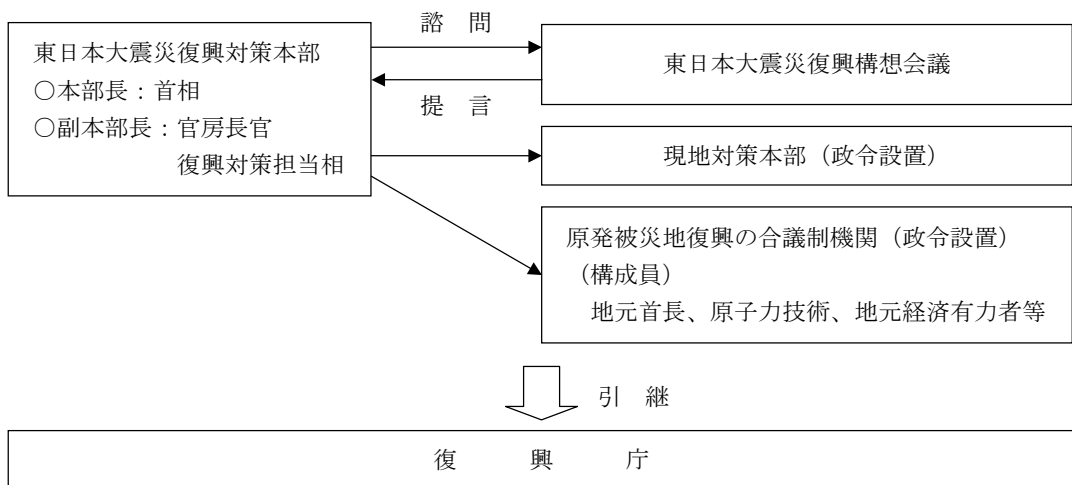 諮 問
東日本大震災復興対策本部
○本部長：首相
○副本部長：官房長官
復興対策担当相
東日本大震災復興構想会議
提 言
現地対策本部（政令設置）
原発被災地復興の合議制機関（政令設置）
（構成員）
地元首長、原子力技術、地元経済有力者等
引 継
復 興 庁